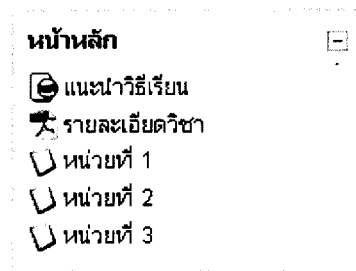 หน้าหลัก
แนะนำวิธีเรียน
รายละเอียดวิชา
หน่วยที่ 1
หน่วยที่ 2
หน่วยที่ 3